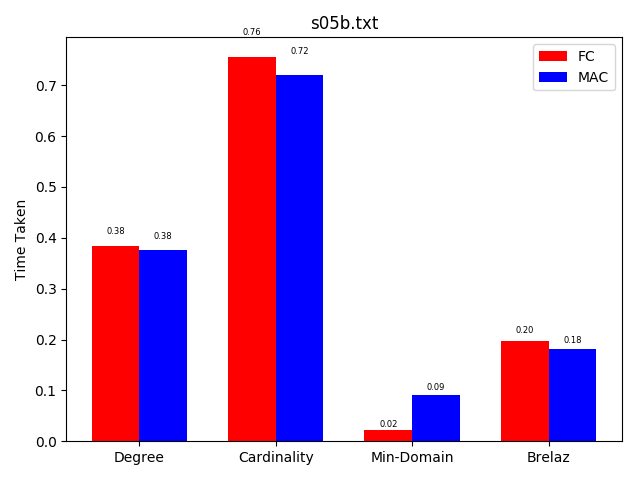 s05b.txt
0.76
0.72
FC
MAC
0.7
0.6
0.5
0.4
0.3
0.2
0.1
0.0
Time Taken
0.38
0.38
0.02
0.09
0.20
0.18
Degree
Cardinality
Min-Domain
Brelaz